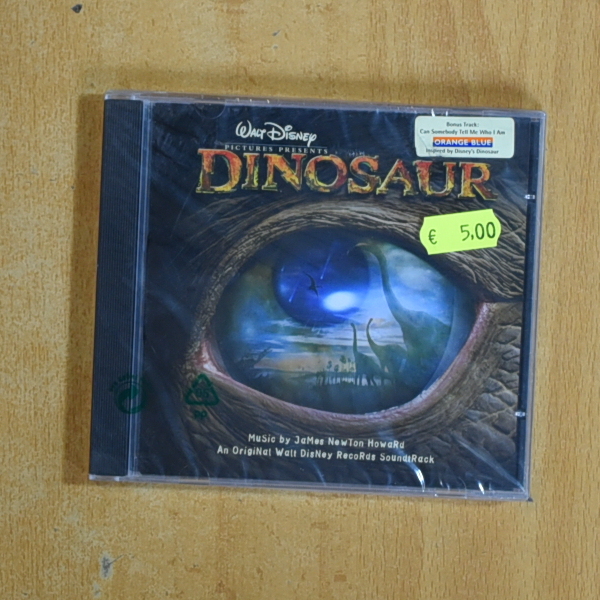 Walt Disney
PICTURES PRESENTS
DINOSAUR
Bonus Track:
Can Somebody Tell Me Who I Am
ORANGE BLUE
Inspired by Disney's Dinosaur
€ 5,00
Music by James Newton Howard
An Original Walt Disney Records Soundtrack